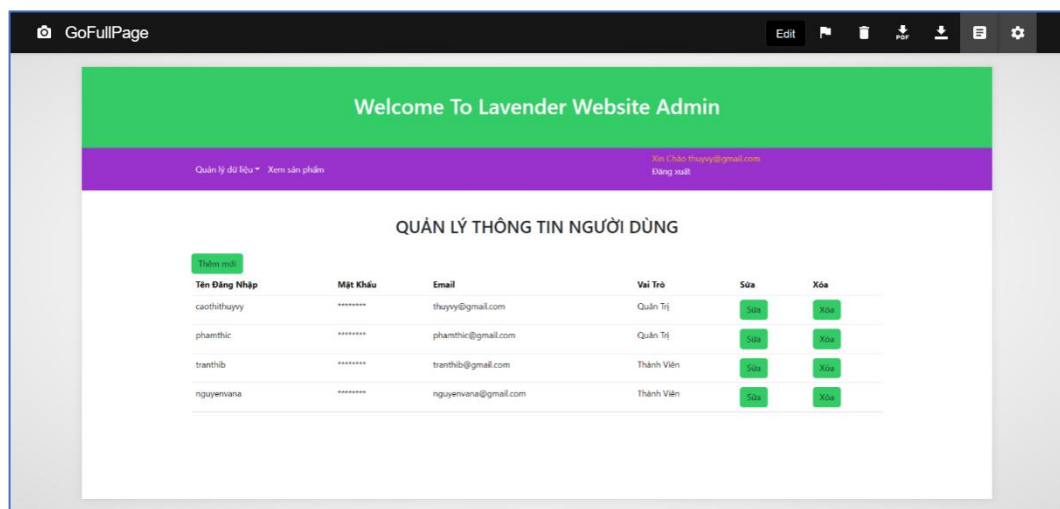 GoFullPage
Edit
PDF
Welcome To Lavender Website Admin
Xin Chào thuyvy@gmail.com
Quản lý dữ liệu Xem sản phẩm
Đăng xuất
QUẢN LÝ THÔNG TIN NGƯỜI DÙNG
Thêm mới
Tên Đăng Nhập Mật Khẩu Email Vai Trò Sửa Xóa
caothithuyvy ******** thuyvy@gmail.com Quản Trị Sửa Xóa
phamthic ******** phamthic@gmail.com Quản Trị Sửa Xóa
tranthib ******** tranthib@gmail.com Thành Viên Sửa Xóa
nguyenvana ******** nguyenvana@gmail.com Thành Viên Sửa Xóa